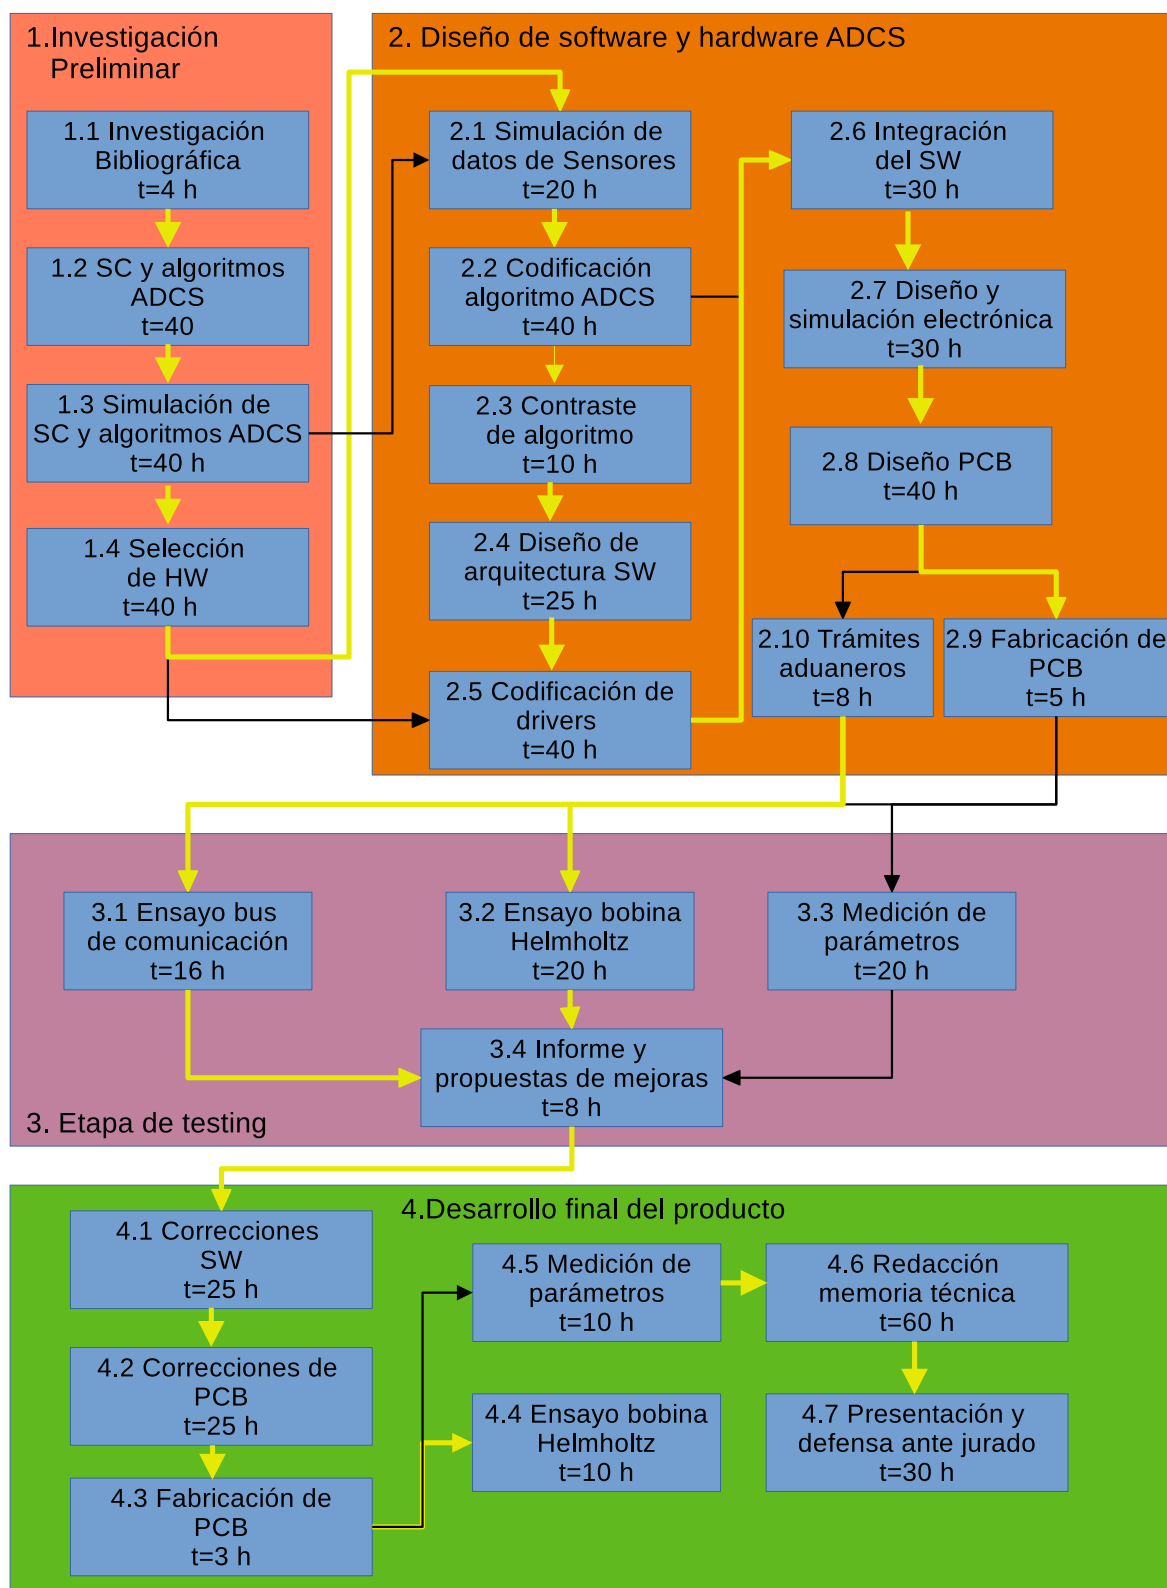 1.Investigación
Preliminar
1.1 Investigación
Bibliográfica
t=4 h
1.2 SC y algoritmos
ADCS
t=40
1.3 Simulación de
SC y algoritmos ADCS
t=40 h
1.4 Selección
de HW
t=40 h
2. Diseño de software y hardware ADCS
2.1 Simulación de
datos de Sensores
t=20 h
2.2 Codificación
algoritmo ADCS
t=40 h
2.3 Contraste
de algoritmo
t=10 h
2.4 Diseño de
arquitectura SW
t=25 h
2.5 Codificación de
drivers
t=40 h
2.6 Integración
del SW
t=30 h
2.7 Diseño y
simulación electrónica
t=30 h
2.8 Diseño PCB
t=40 h
2.10 Trámites
aduaneros
t=8 h
2.9 Fabricación de
PCB
t=5 h
3.1 Ensayo bus
de comunicación
t=16 h
3.2 Ensayo bobina
Helmholtz
t=20 h
3.3 Medición de
parámetros
t=20 h
3.4 Informe y
propuestas de mejoras
t=8 h
3. Etapa de testing
4.Desarrollo final del producto
4.1 Correcciones
SW
t=25 h
4.2 Correcciones de
PCB
t=25 h
4.3 Fabricación de
PCB
t=3 h
4.5 Medición de
parámetros
t=10 h
4.4 Ensayo bobina
Helmholtz
t=10 h
4.6 Redacción
memoria técnica
t=60 h
4.7 Presentación y
defensa ante jurado
t=30 h